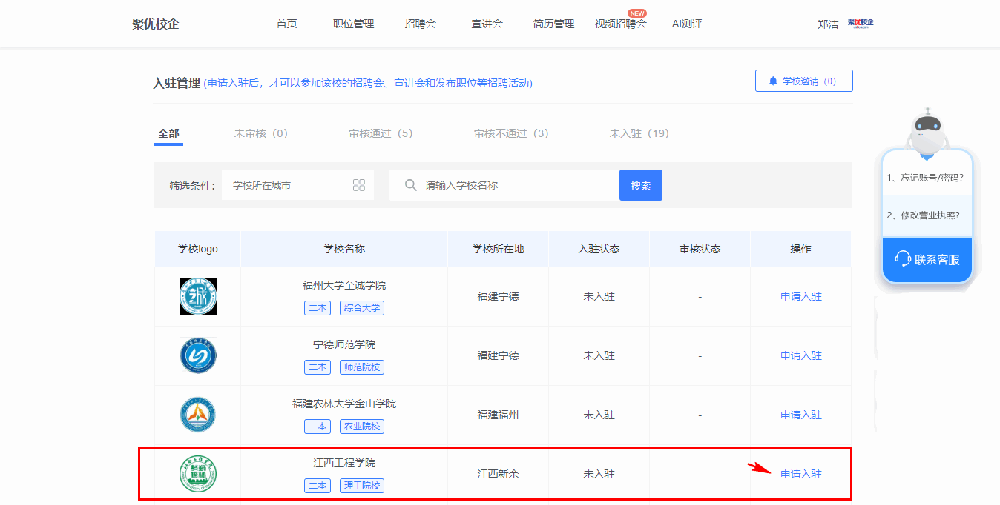 聚优校企
首页
职位管理
招聘会
宣讲会
简历管理
视频招聘会
NEW
AI测评
郑洁
聚优校企
入驻管理 (申请入驻后，才可以参加该校的招聘会、宣讲会和发布职位等招聘活动)
学校邀请（0）
全部
未审核（0）
审核通过（5）
审核不通过（3）
未入驻（19）
筛选条件：
学校所在城市
请输入学校名称
搜索
学校logo
学校名称
学校所在地
入驻状态
审核状态
操作
福州大学至诚学院
二本
综合大学
福建宁德
未入驻
-
申请入驻
宁德师范学院
二本
师范院校
福建宁德
未入驻
-
申请入驻
福建农林大学金山学院
二本
农业院校
福建福州
未入驻
-
申请入驻
江西工程学院
二本
理工院校
江西新余
未入驻
-
申请入驻
1、忘记账号/密码？
2、修改营业执照？
联系客服